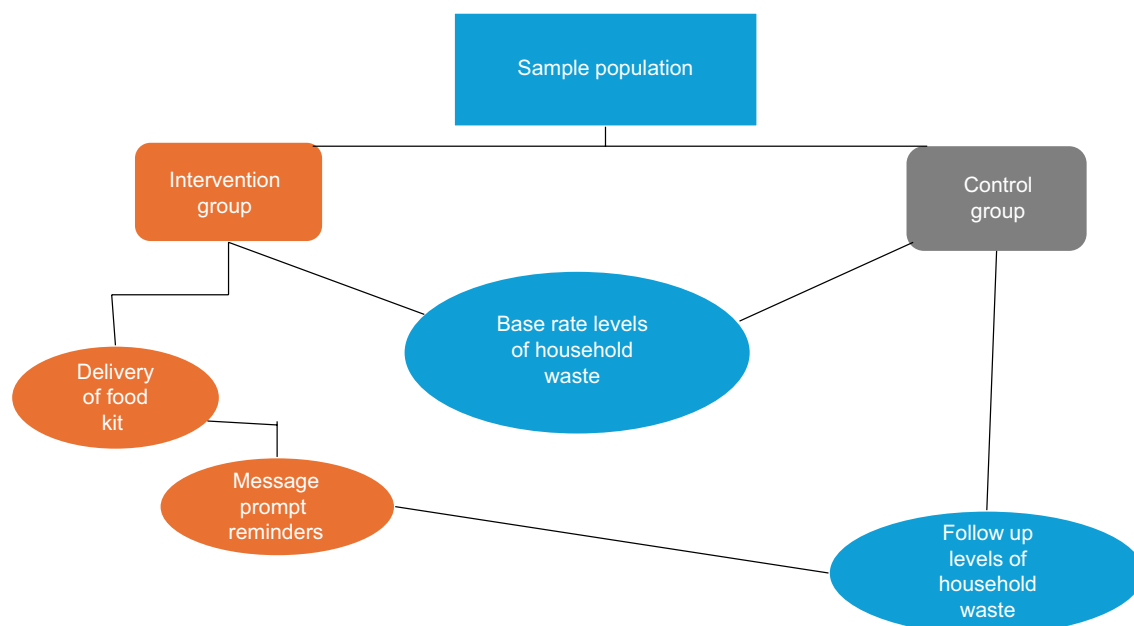 Sample population
Intervention
group
Control
group
Base rate levels
of household
waste
Delivery
of food
kit
Message
prompt
reminders
Follow up
levels of
household
waste